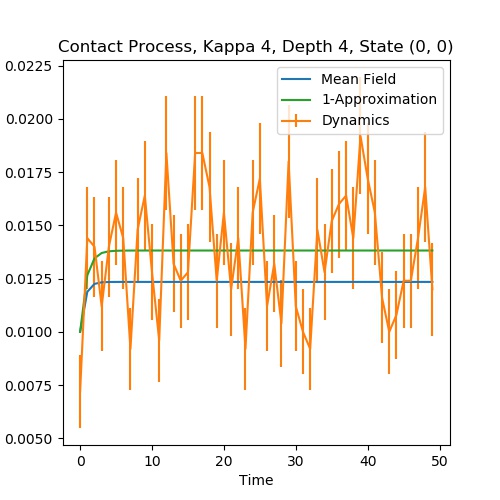 Contact Process, Kappa 4, Depth 4, State (0, 0)
Mean Field
1-Approximation
Dynamics
0.0225
0.0200
0.0175
0.0150
0.0125
0.0100
0.0075
0.0050
0 10 20 30 40 50
Time